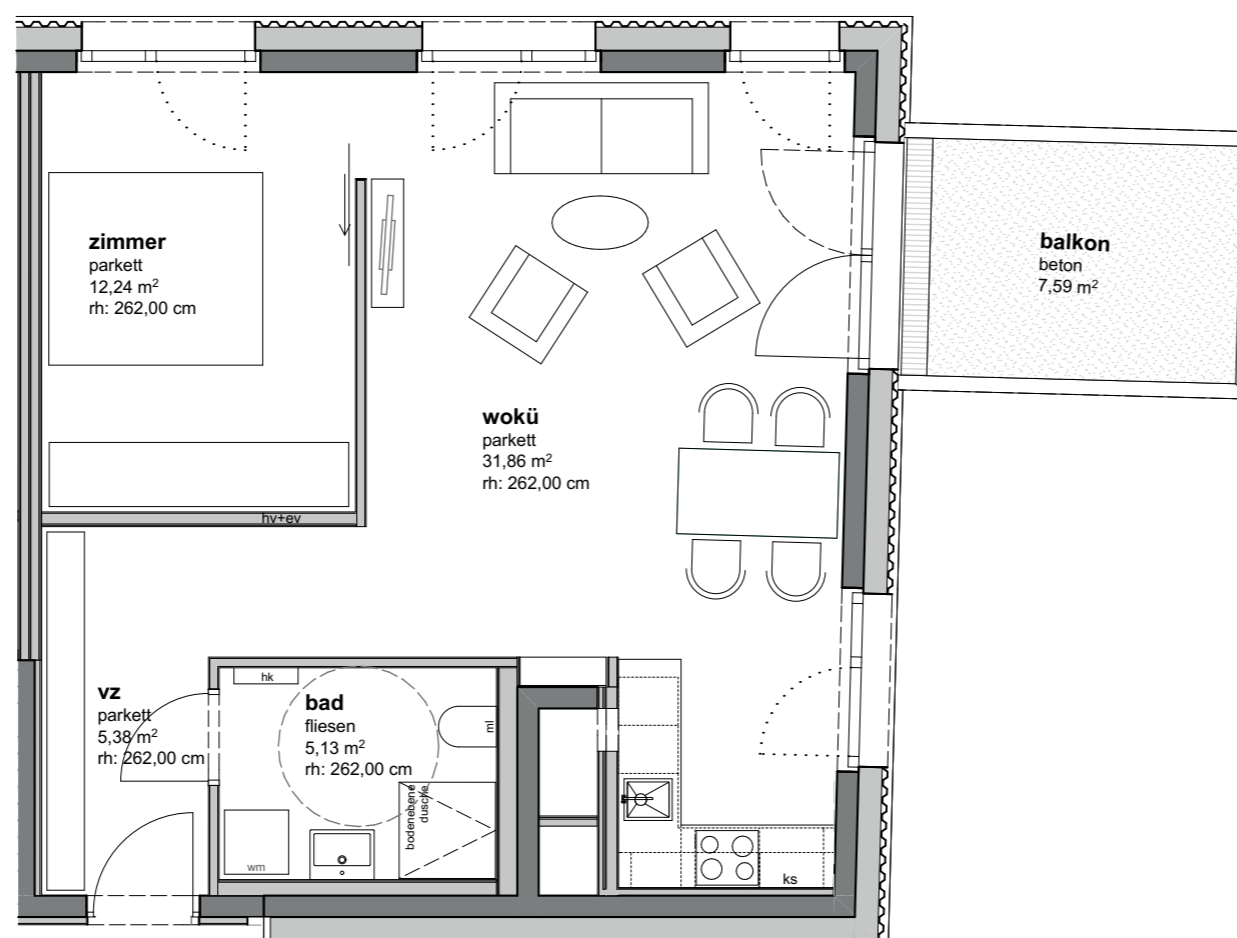 zimmer
parkett
12,24 m²
rh: 262,00 cm
balkon
beton
7,59 m²
wokü
parkett
31,86 m²
rh: 262,00 cm
hv+ev
vz
parkett
5,38 m²
rh: 262,00 cm
hk
bad
fliesen
5,13 m²
rh: 262,00 cm
ml
bodenebene
dusche
wm
ks